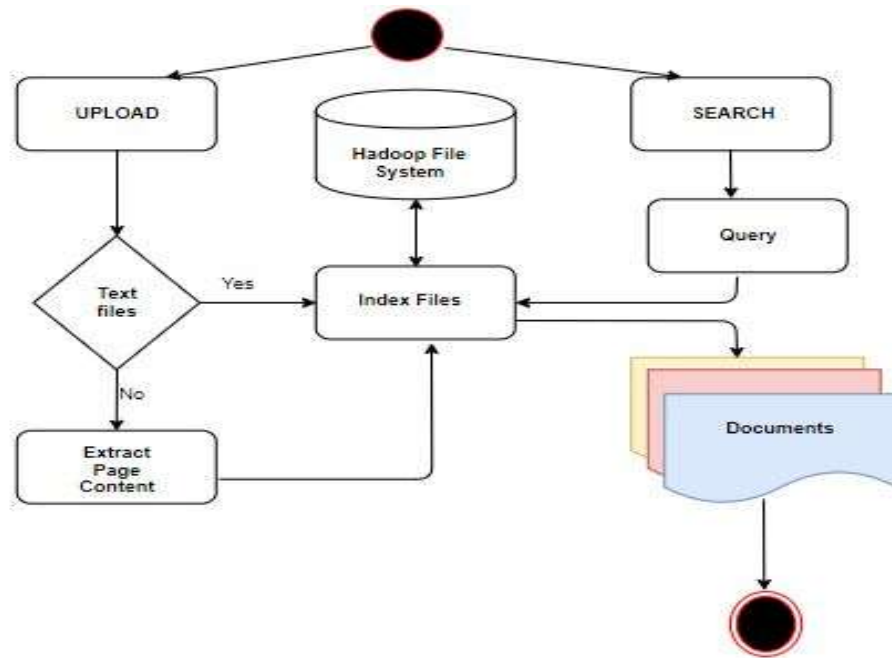 UPLOAD
Hadoop File
System
SEARCH
Query
Text
files
Yes
Index Files
No
Extract
Page
Content
Documents